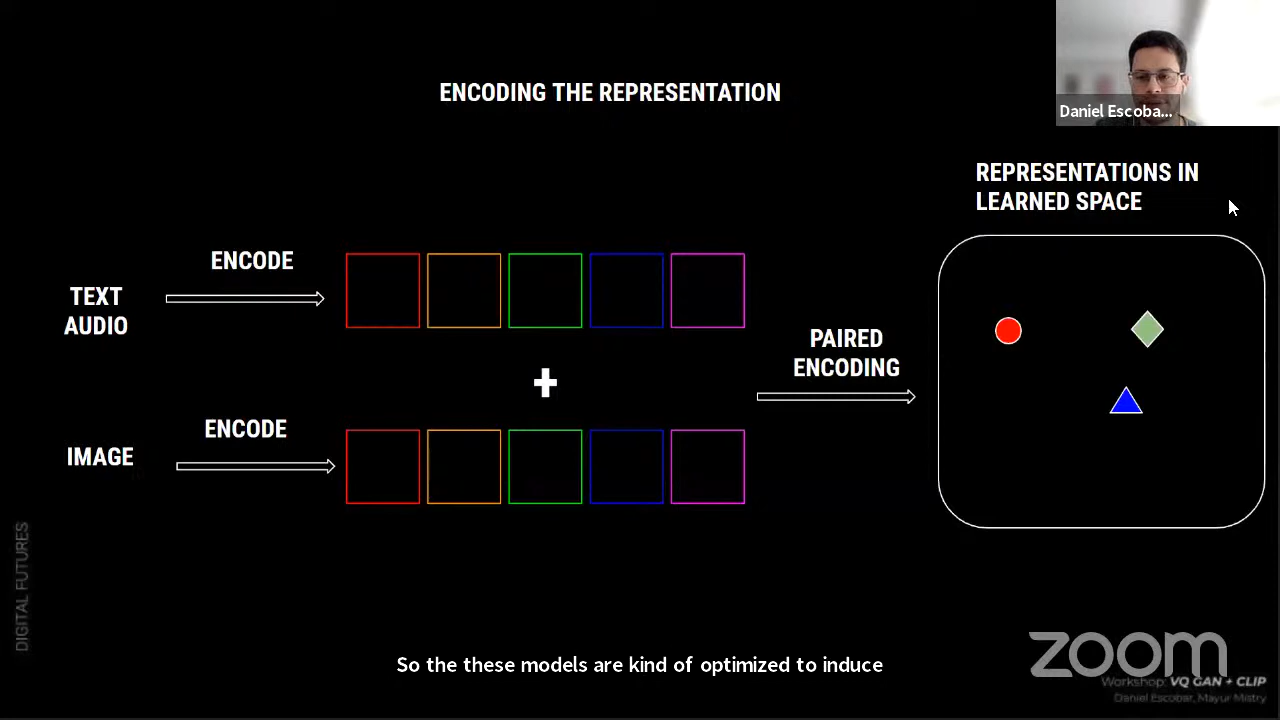 ENCODING THE REPRESENTATION
Daniel Escoba...
REPRESENTATIONS IN
LEARNED SPACE
ENCODE
TEXT
AUDIO
PAIRED
ENCODING
ENCODE
IMAGE
DIGITAL FUTURES
So the these models are kind of optimized to induce
zoom
Workshop: VQ GAN + CLIP
Daniel Escobar, Mayur Mistry